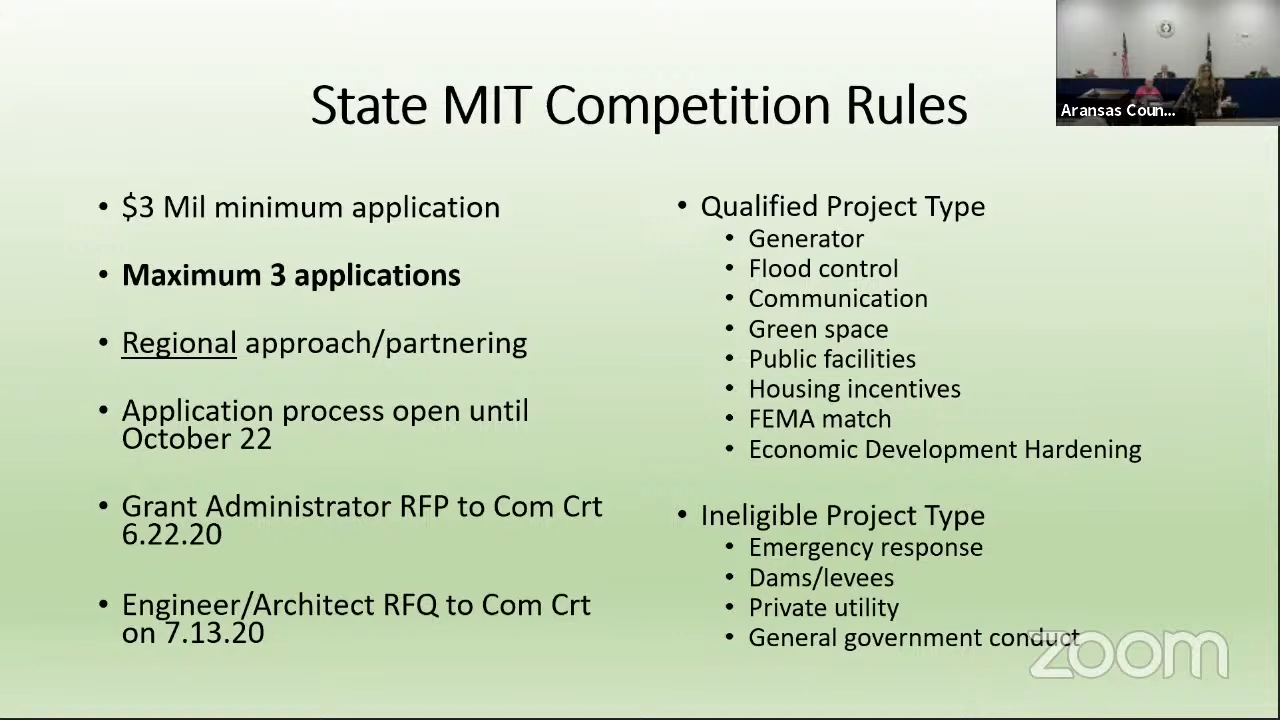 State MIT Competition Rules
Aransas Coun...
• $3 Mil minimum application
• Maximum 3 applications
• Regional approach/partnering
• Application process open until
October 22
• Grant Administrator RFP to Com Crt
6.22.20
• Engineer/Architect RFQ to Com Crt
on 7.13.20
• Qualified Project Type
• Generator
• Flood control
• Communication
• Green space
• Public facilities
• Housing incentives
• FEMA match
• Economic Development Hardening
• Ineligible Project Type
• Emergency response
• Dams/levees
• Private utility
• General government conduct
zoom